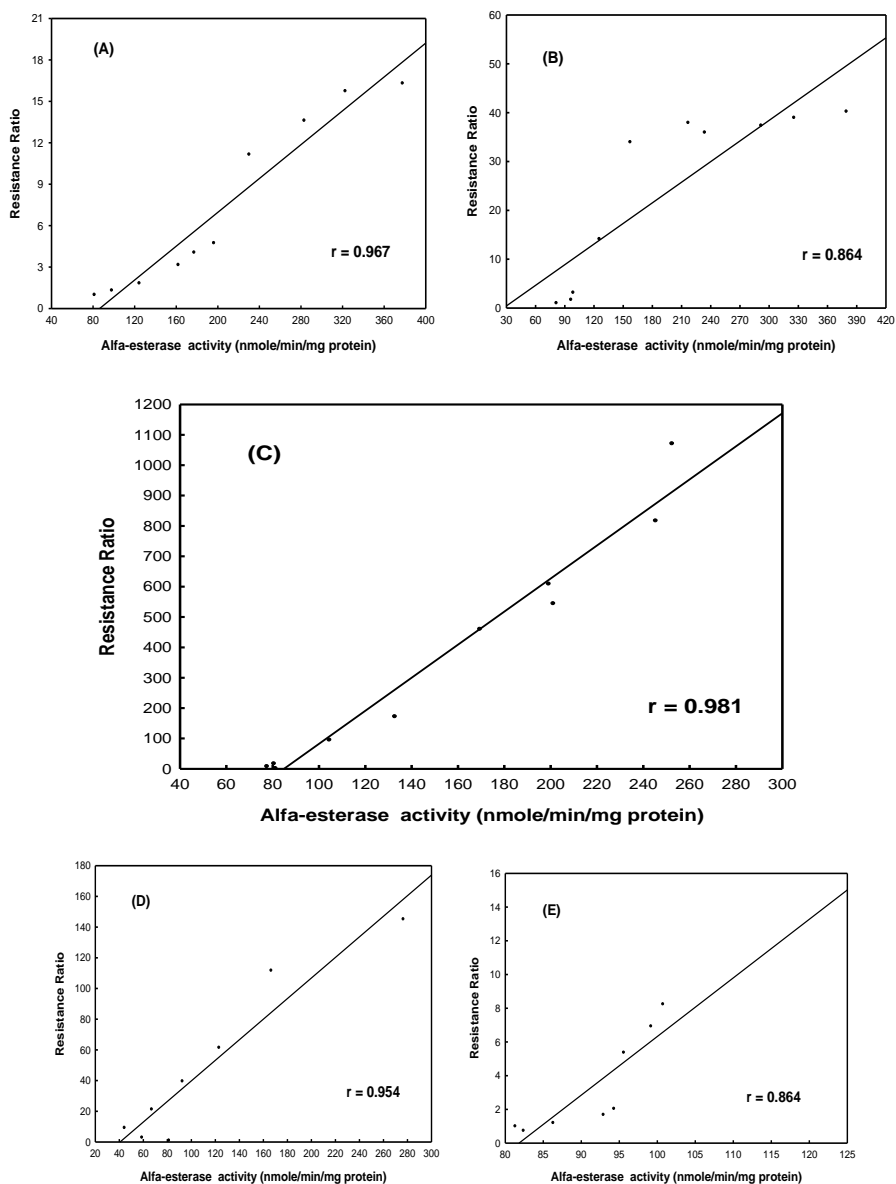 21
18
15
12
9
6
3
0
Resistance Ratio
(A)
r = 0.967
40 80 120 160 200 240 280 320 360 400
Alfa-esterase activity (nmole/min/mg protein)
60
50
40
30
20
10
0
Resistance Ratio
(B)
r = 0.864
30 60 90 120 150 180 210 240 270 300 330 360 390 420
Alfa-esterase activity (nmole/min/mg protein)
1200
1100
1000
900
800
700
600
500
400
300
200
100
0
Resistance Ratio
(C)
r = 0.981
40 60 80 100 120 140 160 180 200 220 240 260 280 300
Alfa-esterase activity (nmole/min/mg protein)
180
160
140
120
100
80
60
40
20
0
Resistance Ratio
(D)
r = 0.954
20 40 60 80 100 120 140 160 180 200 220 240 260 280 300
Alfa-esterase activity (nmole/min/mg protein)
16
14
12
10
8
6
4
2
0
Resistance Ratio
(E)
r = 0.864
80 85 90 95 100 105 110 115 120 125
Alfa-esterase activity (nmole/min/mg protein)